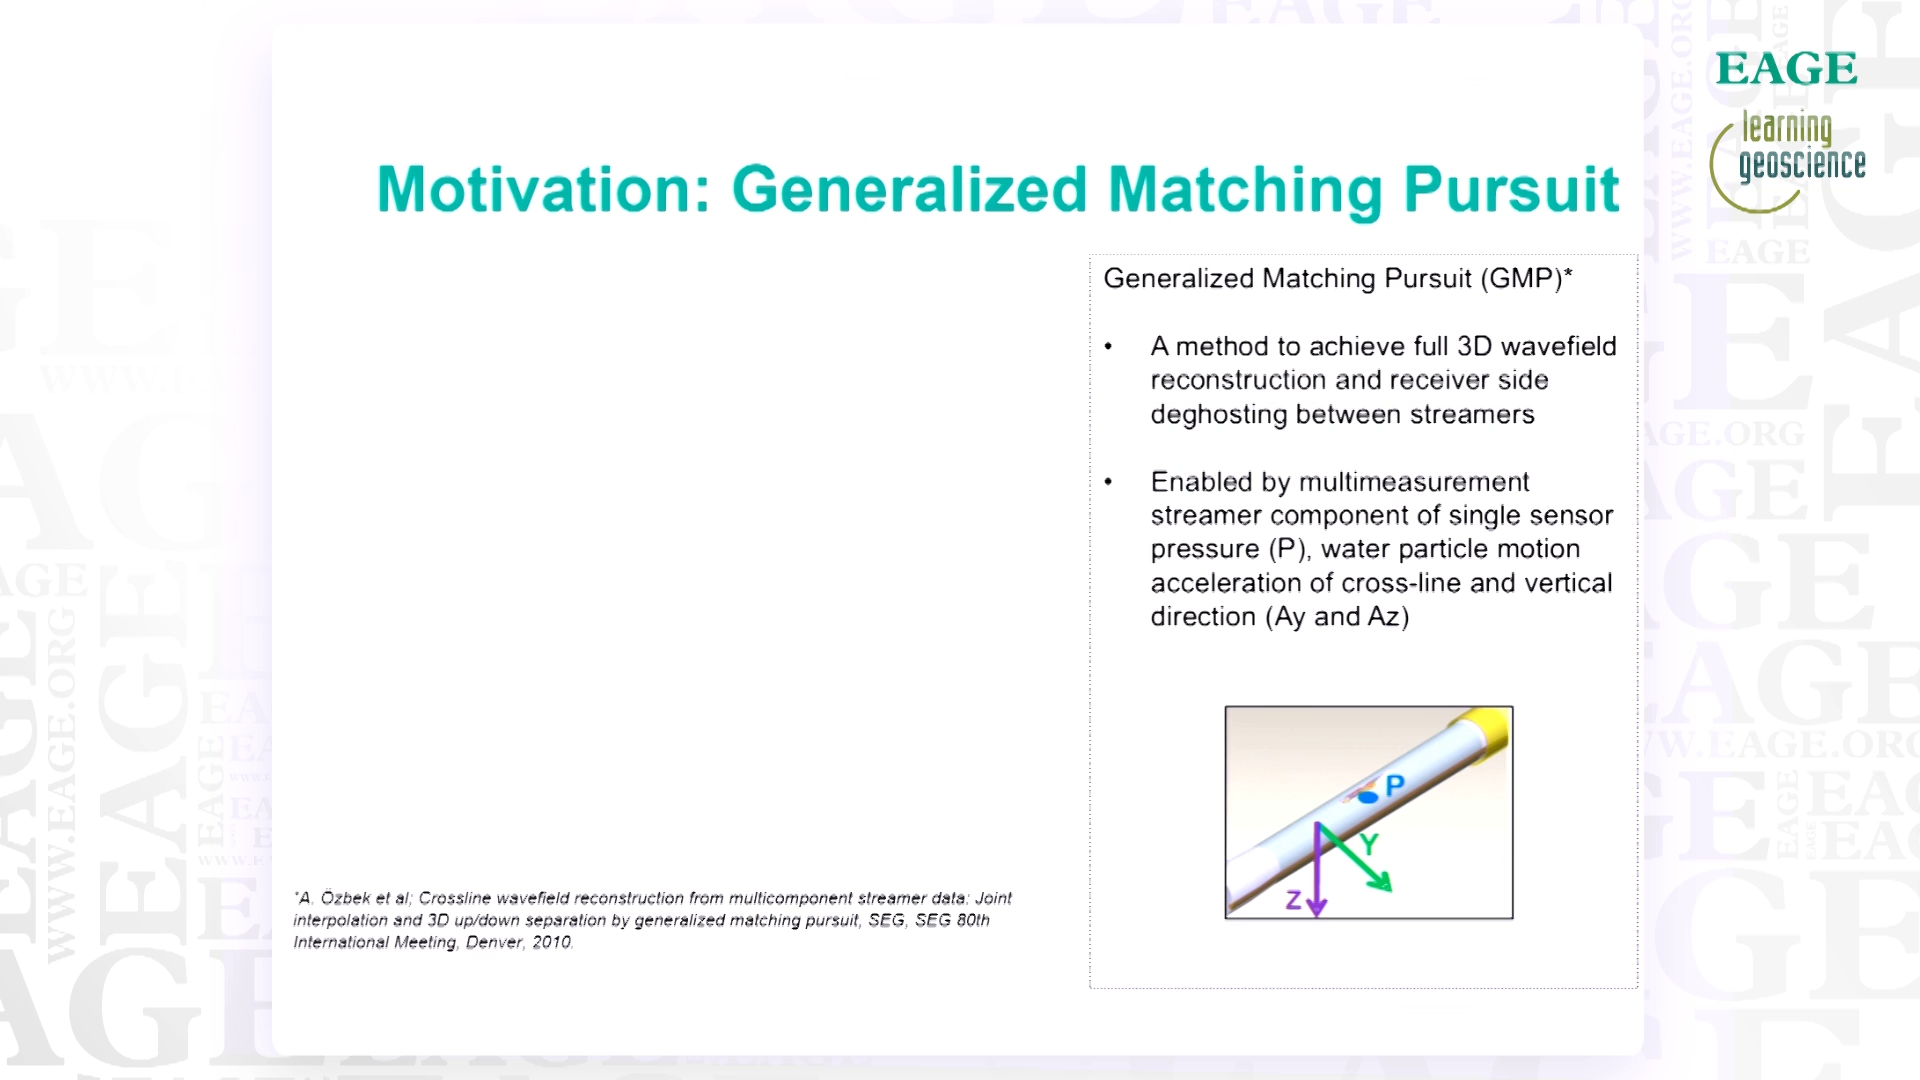 EAGE
learning
geoscience
Motivation: Generalized Matching Pursuit
Generalized Matching Pursuit (GMP)*
• A method to achieve full 3D wavefield
reconstruction and receiver side
deghosting between streamers
• Enabled by multimeasurement
streamer component of single sensor
pressure (P), water particle motion
acceleration of cross-line and vertical
direction (Ay and Az)
P
Y
Z
*A. Özbek et al; Crossline wavefield reconstruction from multicomponent streamer data: Joint
interpolation and 3D up/down separation by generalized matching pursuit, SEG, SEG 80th
International Meeting, Denver, 2010.